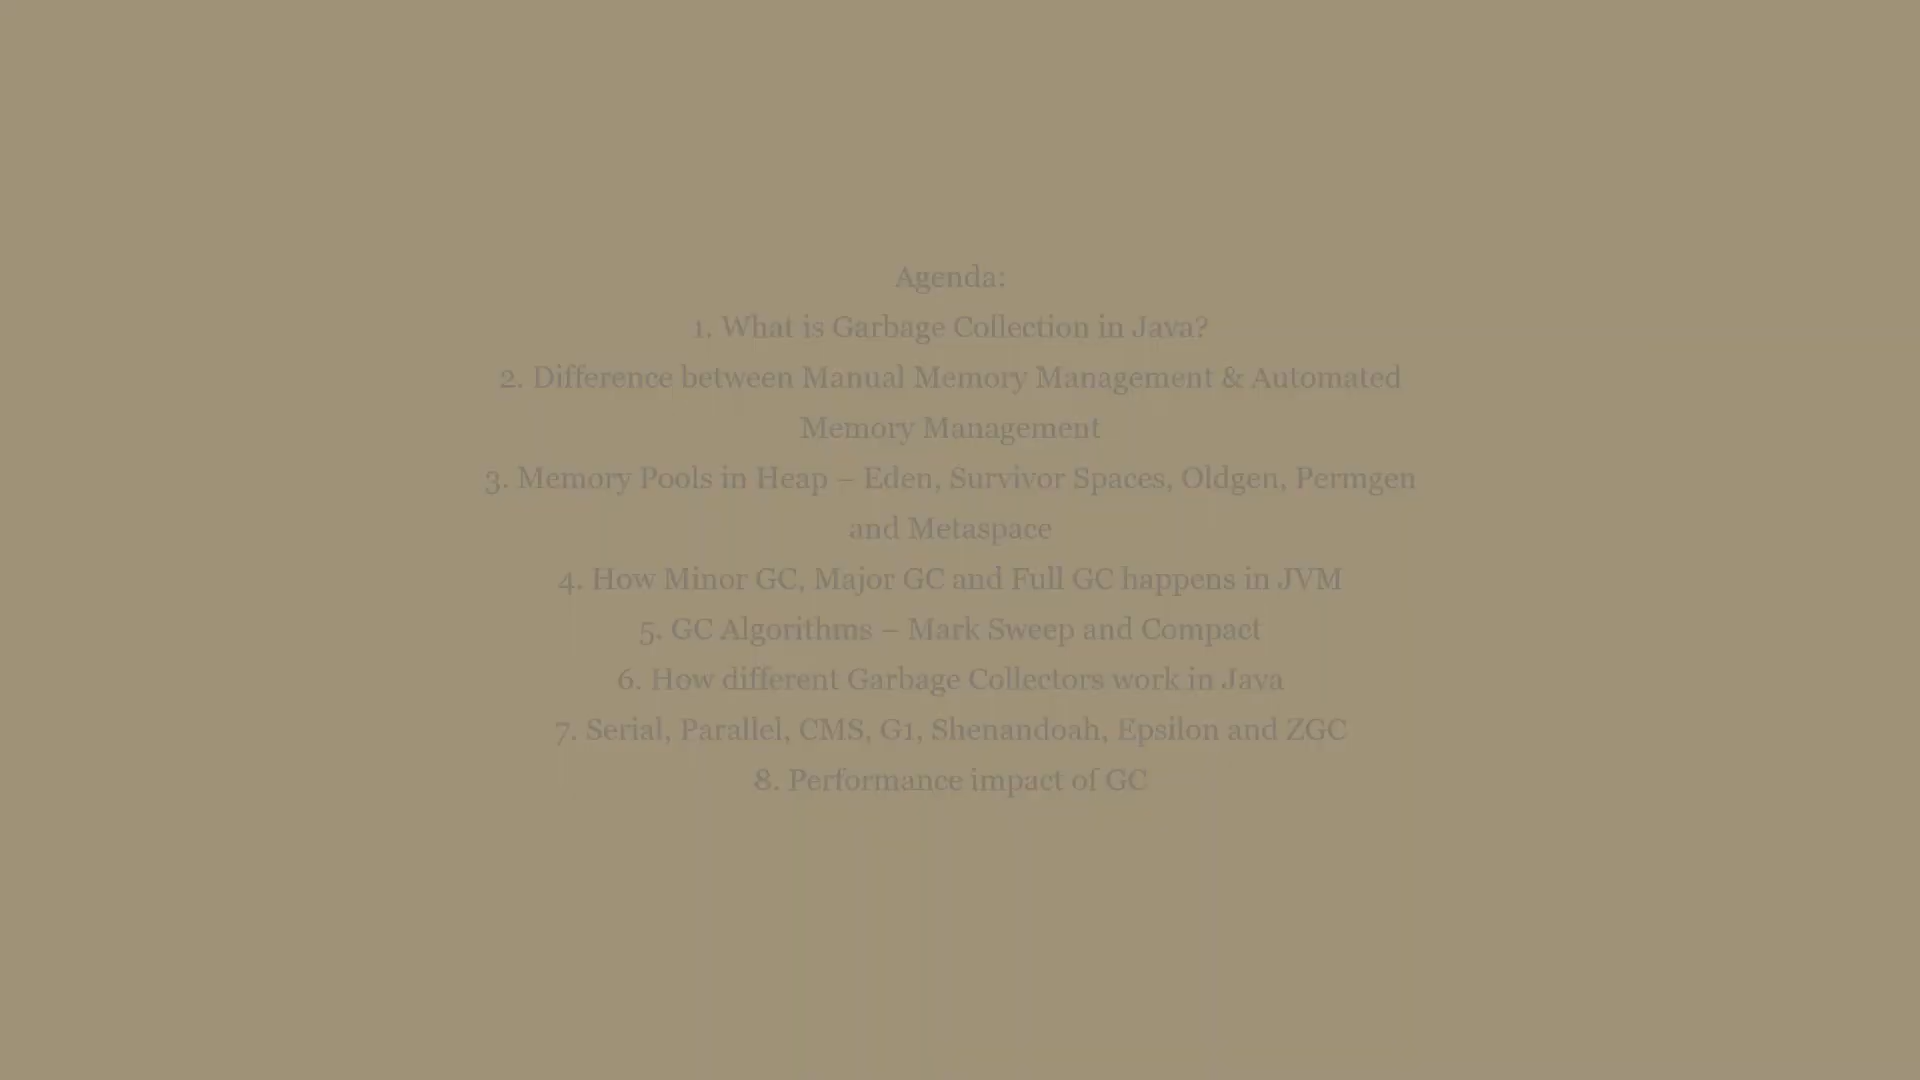 Agenda:
1. What is Garbage Collection in Java?
2. Difference between Manual Memory Management & Automated
Memory Management
3. Memory Pools in Heap – Eden, Survivor Spaces, Oldgen, Permgen
and Metaspace
4. How Minor GC, Major GC and Full GC happens in JVM
5. GC Algorithms – Mark Sweep and Compact
6. How different Garbage Collectors work in Java
7. Serial, Parallel, CMS, G1, Shenandoah, Epsilon and ZGC
8. Performance impact of GC